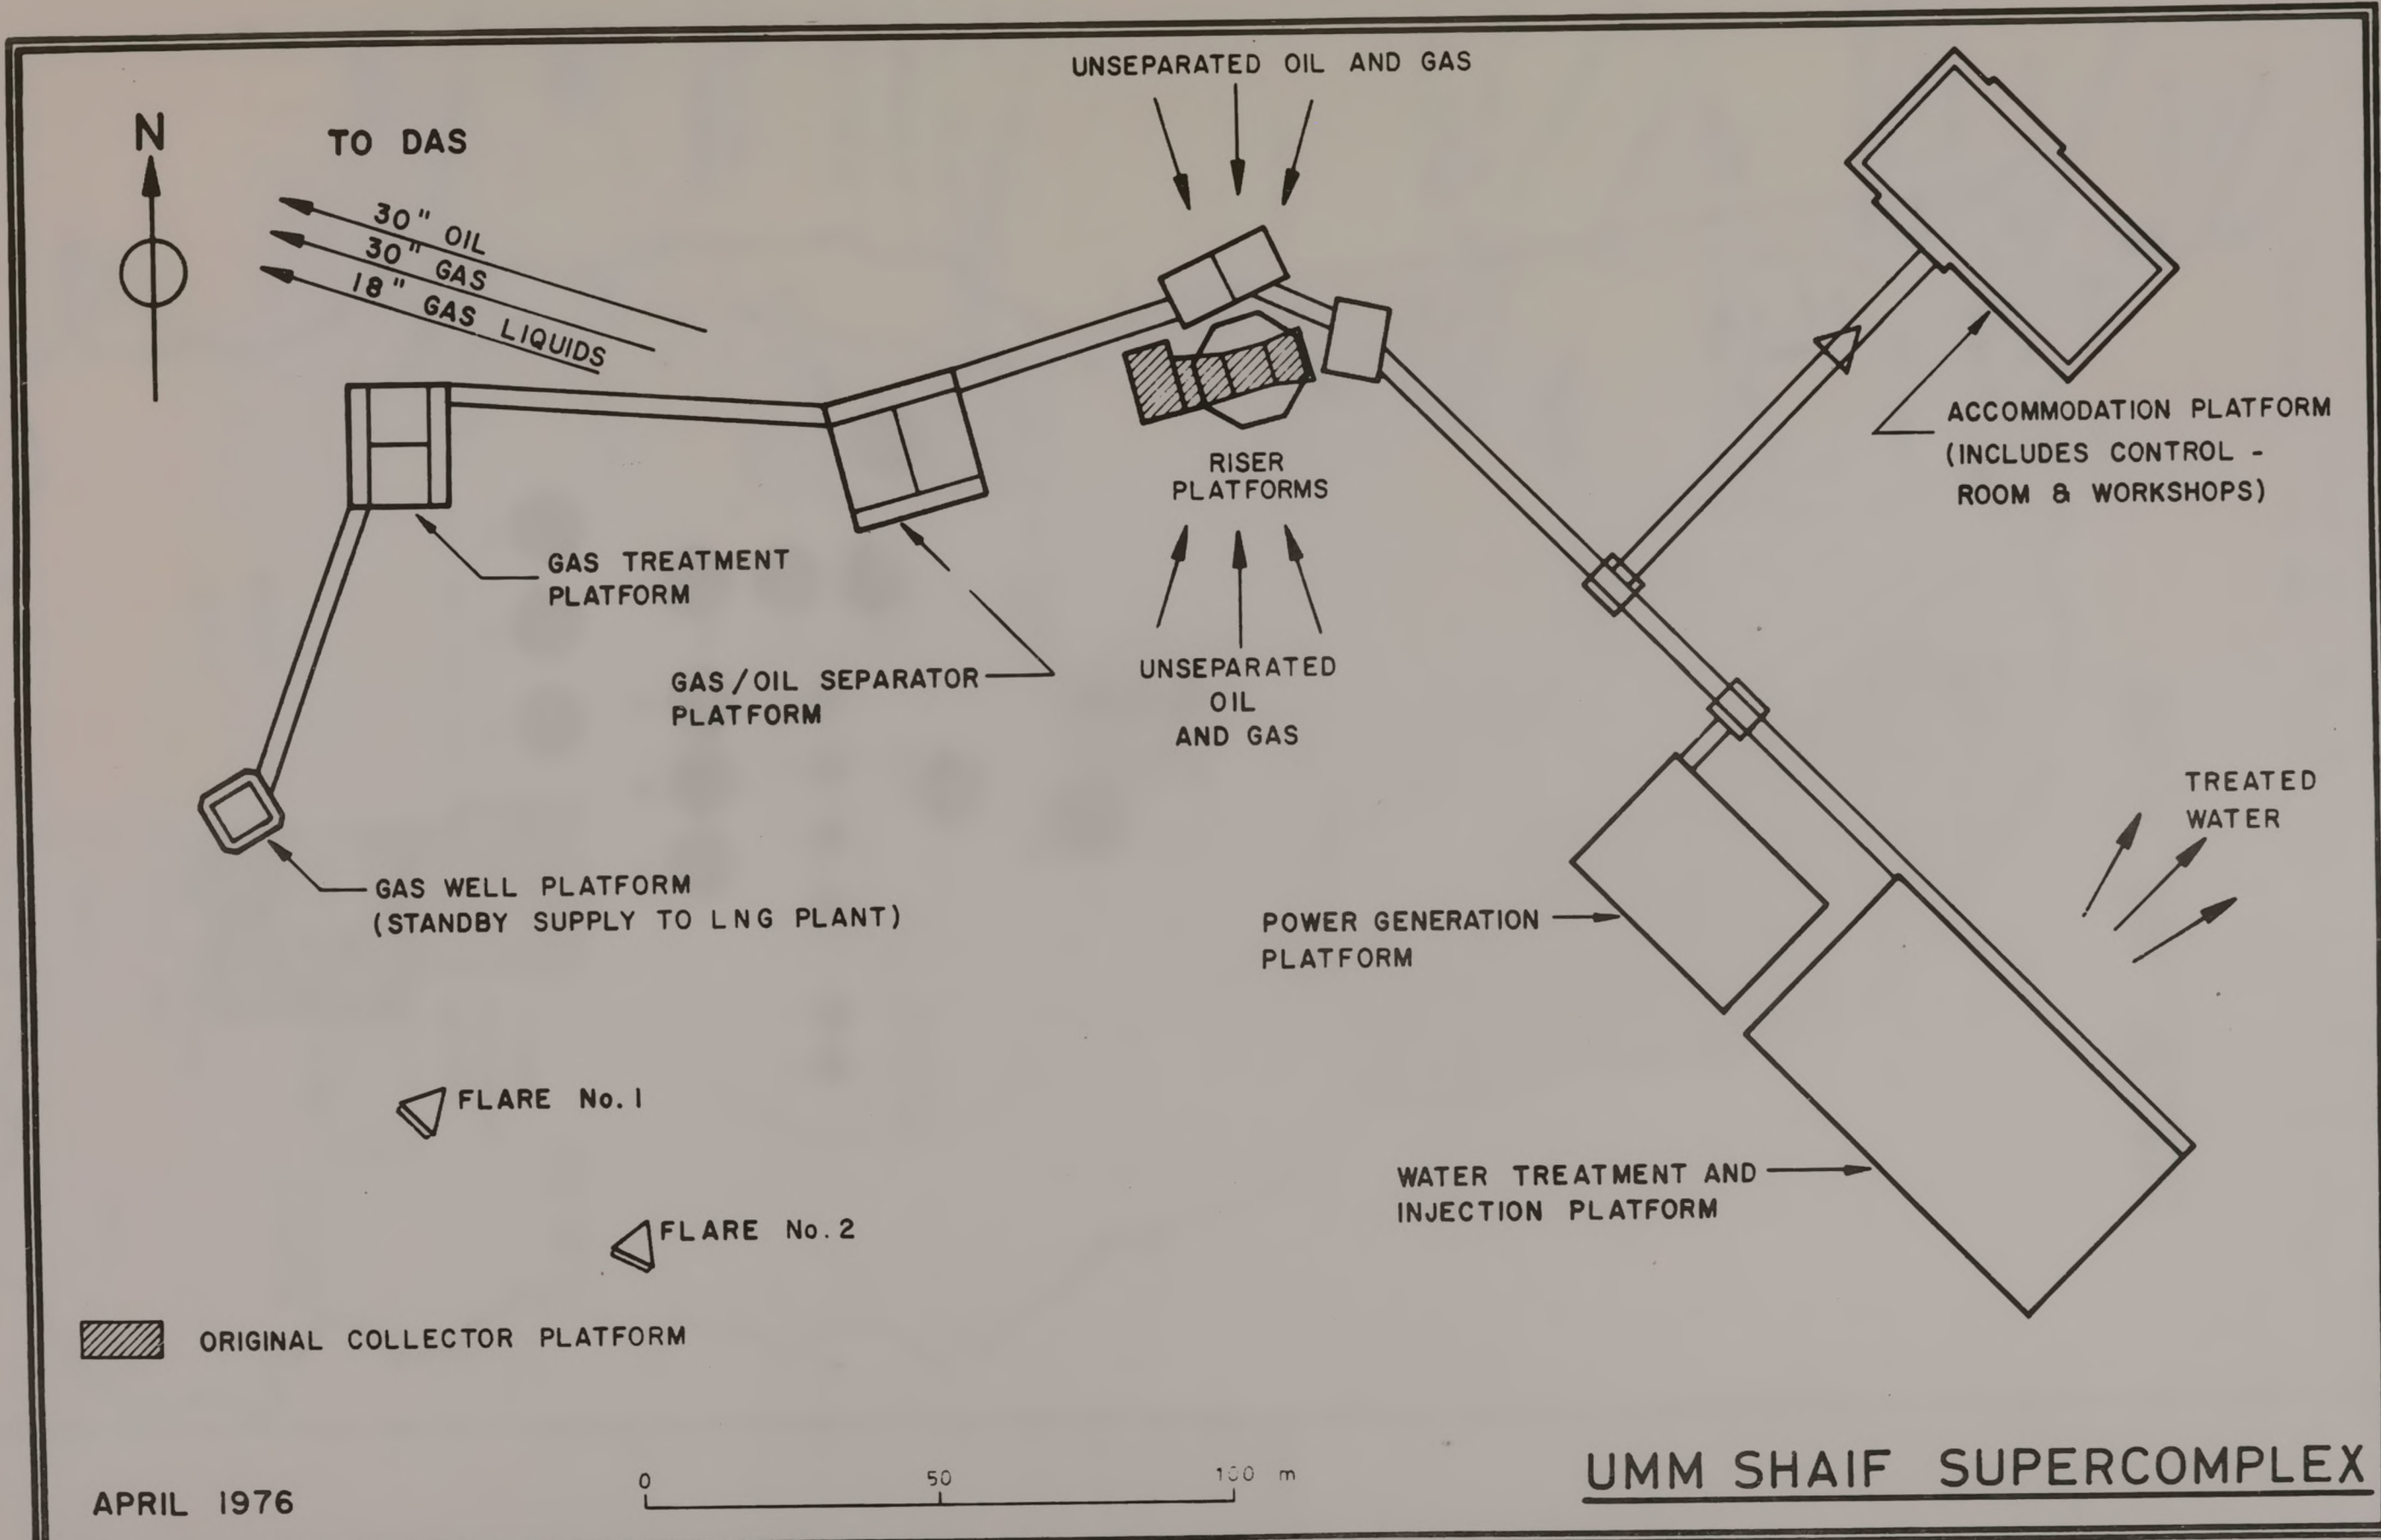 UNSEPARATED OIL AND GAS
N
TO DAS
30" OIL
30" GAS
18" GAS LIQUIDS
ACCOMMODATION PLATFORM
(INCLUDES CONTROL -
ROOM & WORKSHOPS)
RISER
PLATFORMS
GAS TREATMENT
PLATFORM
GAS/OIL SEPARATOR
PLATFORM
UNSEPARATED
OIL
AND GAS
TREATED
WATER
GAS WELL PLATFORM
(STANDBY SUPPLY TO LNG PLANT)
POWER GENERATION
PLATFORM
FLARE No. 1
WATER TREATMENT AND
INJECTION PLATFORM
FLARE No. 2
ORIGINAL COLLECTOR PLATFORM
UMM SHAIF SUPERCOMPLEX
0 50 100 m
APRIL 1976